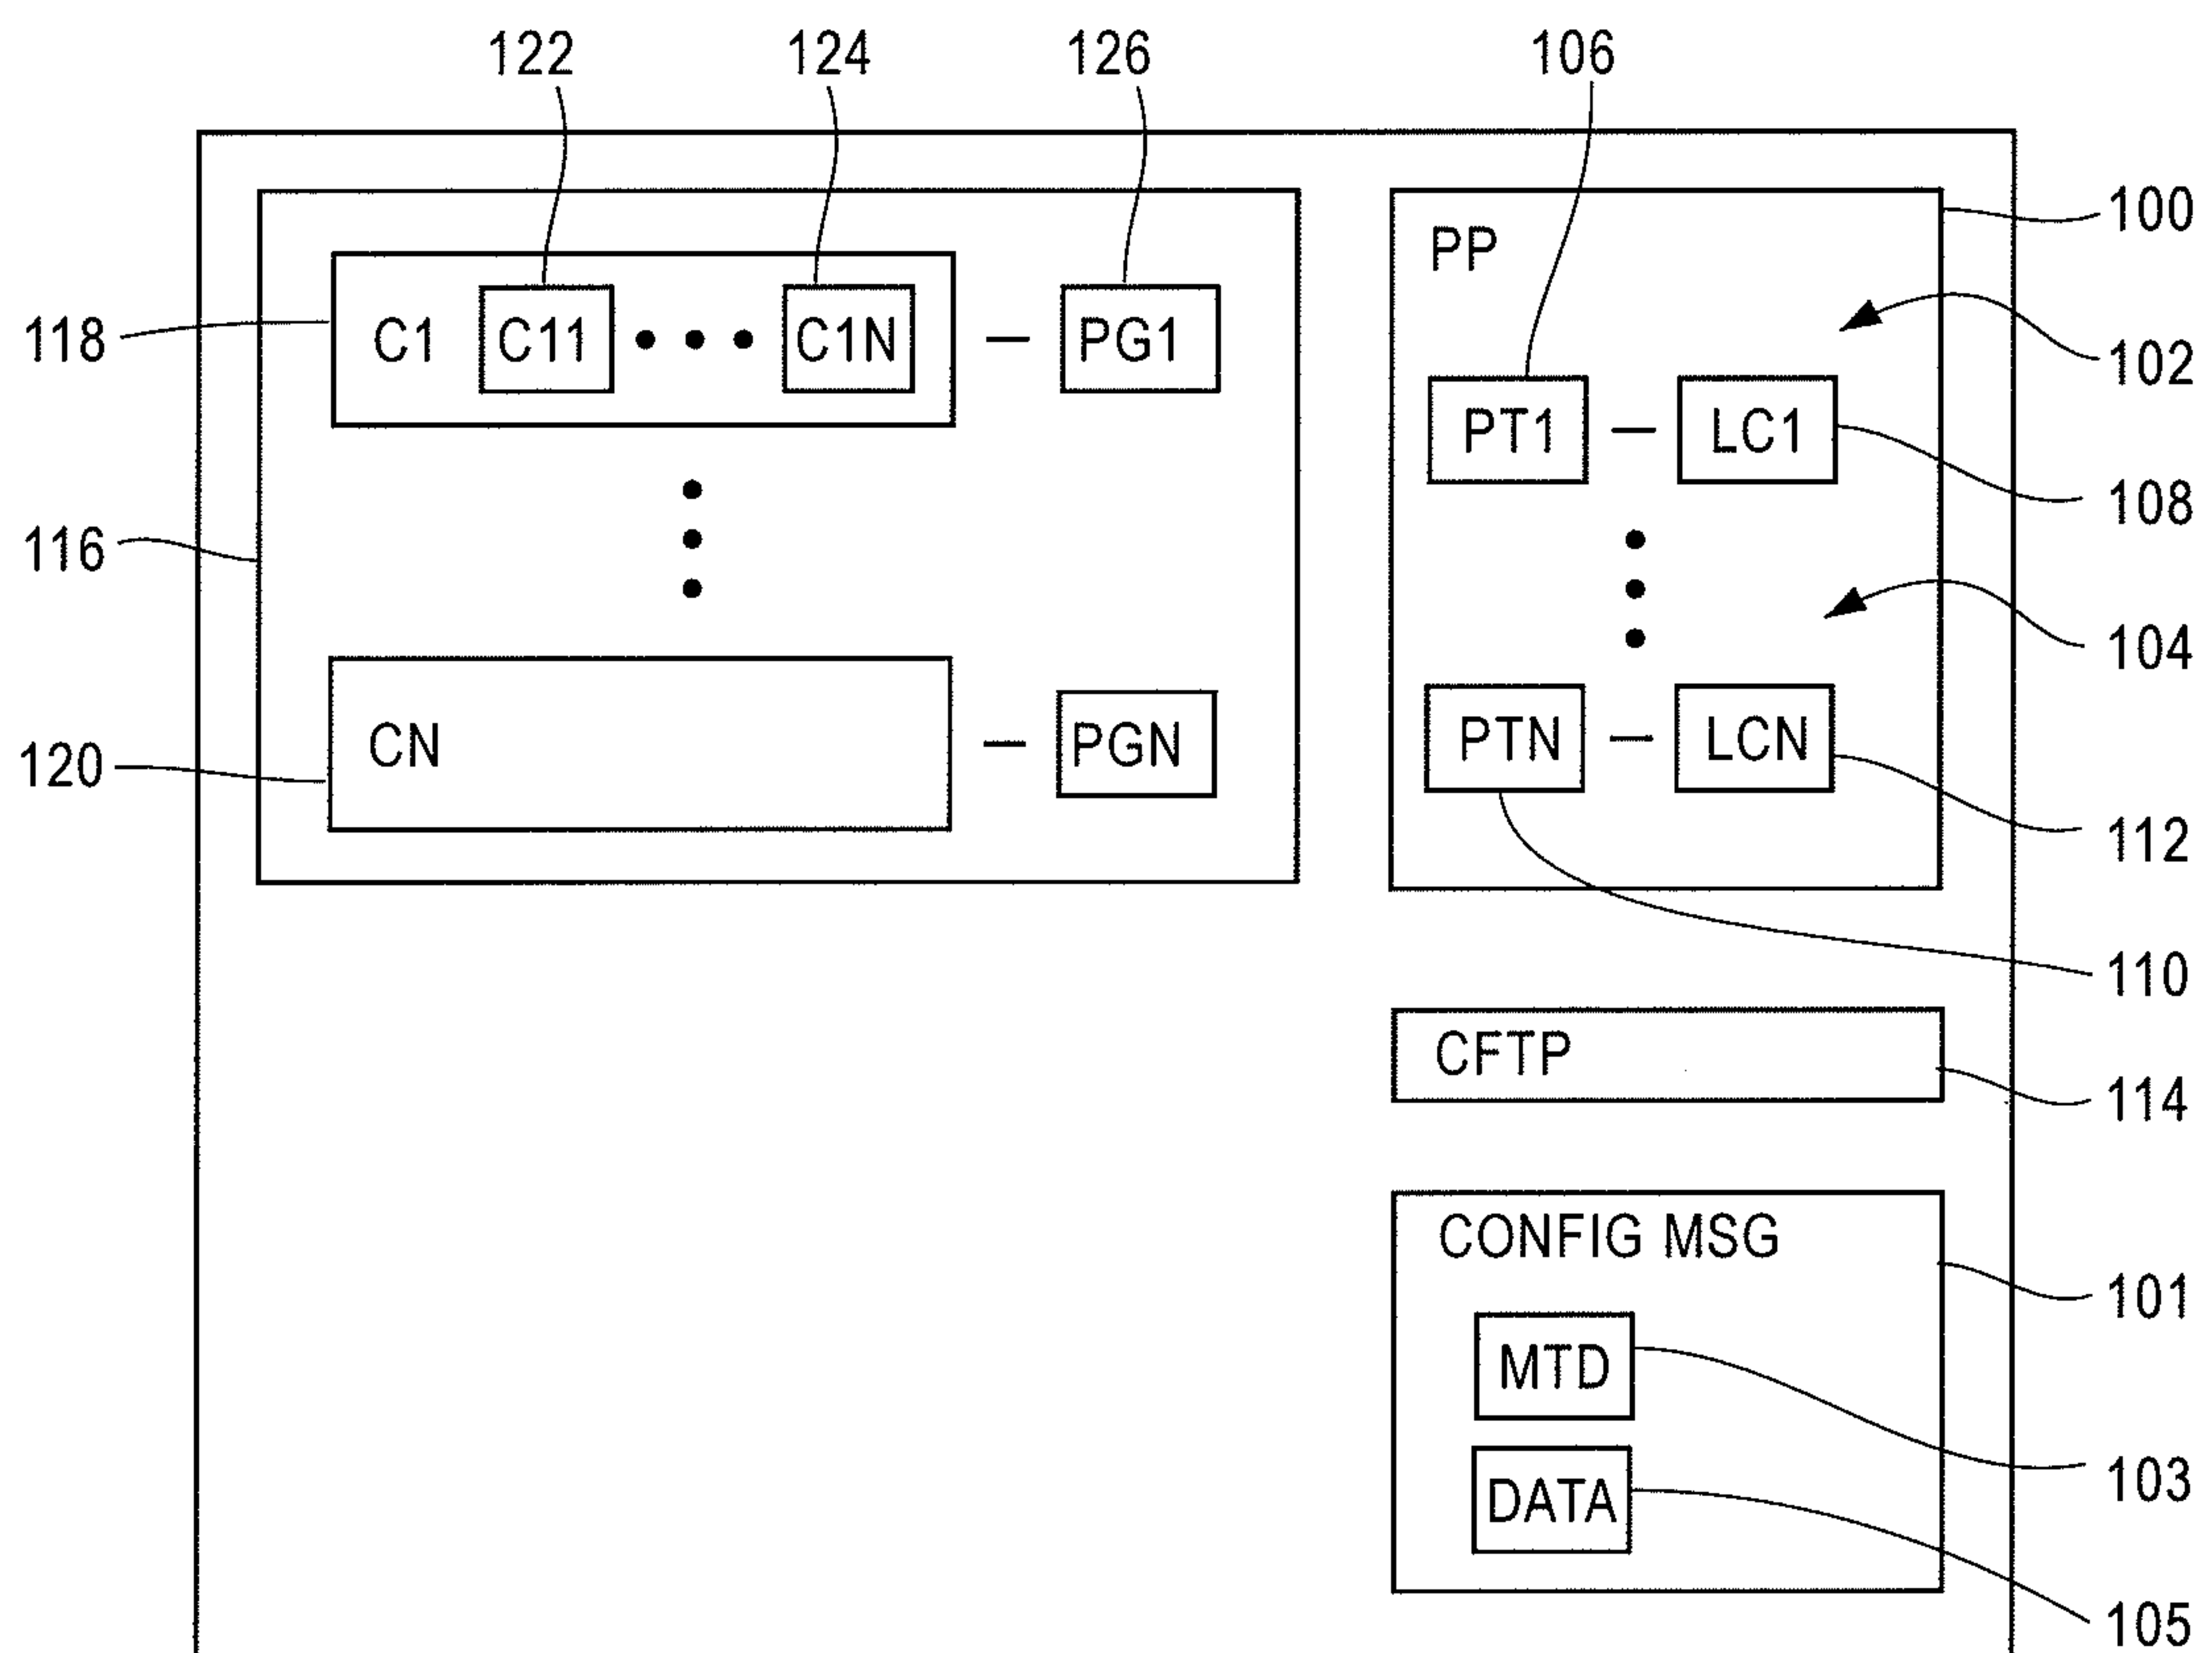 122 124 126 106
100
PP
118 C1 C11 C1N PG1
102
PT1 LC1
108
116
104
120 CN PGN
PTN LCN
112
110
CFTP
114
CONFIG MSG
101
MTD
103
DATA
105